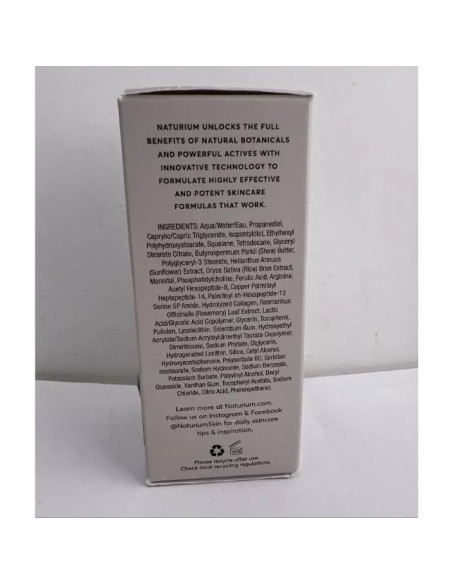 NATURIUM UNLOCKS THE FULL
BENEFITS OF NATURAL BOTANICALS
AND POWERFUL ACTIVES WITH
INNOVATIVE TECHNOLOGY TO
FORMULATE HIGHLY EFFECTIVE
AND POTENT SKINCARE
FORMULAS THAT WORK.
INGREDIENTS: Aqua/Water/Eau, Propanediol,
Caprylic/Capric Triglyceride, Isopentyldiol, Ethylhexyl
Polyhydroxystearate, Squalane, Tetradecane, Glyceryl
Stearate Citrate, Butyrospermum Parkii (Shea) Butter,
Polyglyceryl-3 Stearate, Helianthus Annuus
(Sunflower) Extract, Oryza Sativa (Rice) Bran Extract,
Mannitol, Phosphatidylcholine, Ferulic Acid, Arginine,
Acetyl Hexapeptide-8, Copper Palmitoyl
Heptapeptide-14, Palmitoyl sh-Hexapeptide-13
Serine SP Amide, Hydrolyzed Collagen, Rosmarinus
Officinalis (Rosemary) Leaf Extract, Lactic
Acid/Glycolic Acid Copolymer, Glycerin, Tocopherol,
Pullulan, Lysolecithin, Sclerotium Gum, Hydroxyethyl
Acrylate/Sodium Acryloyldimethyl Taurate Copolymer,
Dimethicone, Sodium Phytate, Diglycerin,
Hydrogenated Lecithin, Silica, Cetyl Alcohol,
Hydroxyacetophenone, Polysorbate 60, Sorbitan
Isostearate, Sodium Hydroxide, Sodium Benzoate,
Potassium Sorbate, Polyvinyl Alcohol, Decyl
Glucoside, Xanthan Gum, Tocopheryl Acetate, Sodium
Chloride, Citric Acid, Phenoxyethanol.
Learn more at Naturium.com.
Follow us on Instagram & Facebook
@NaturiumSkin for daily skincare
tips & inspiration.
Please recycle after use.
Check local recycling regulations.